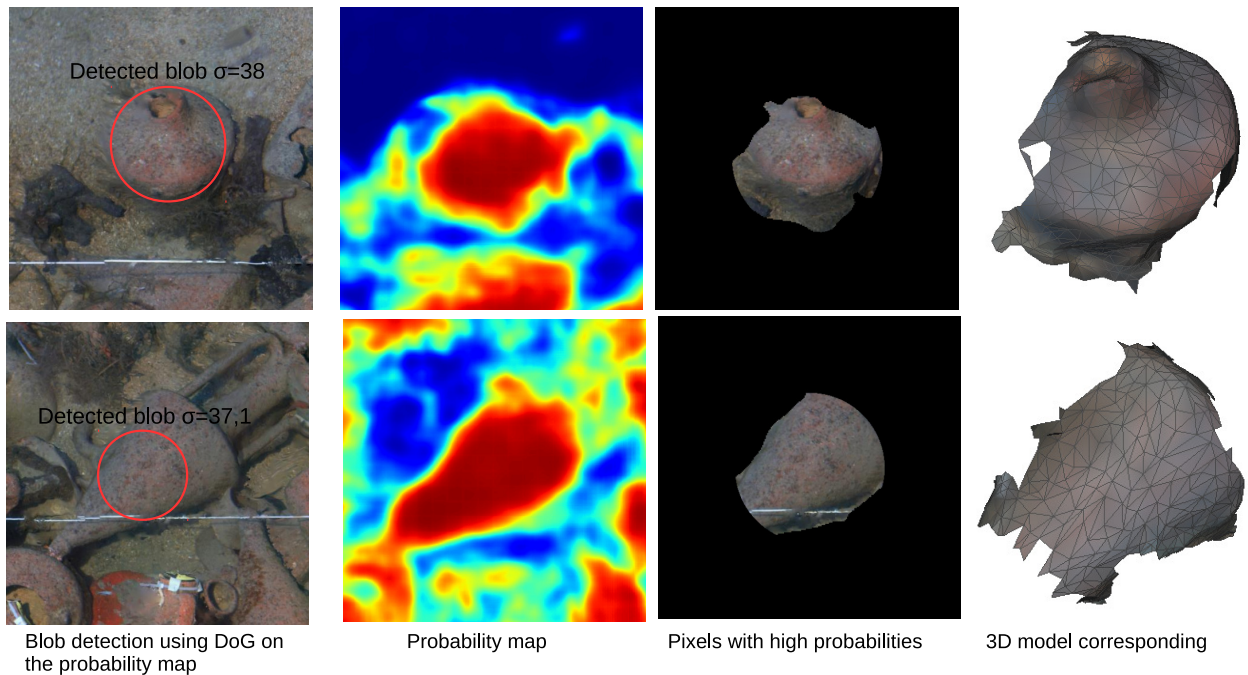 Detected blob σ=38
Detected blob σ=37,1
Blob detection using DoG on
the probability map
Probability map
Pixels with high probabilities
3D model corresponding